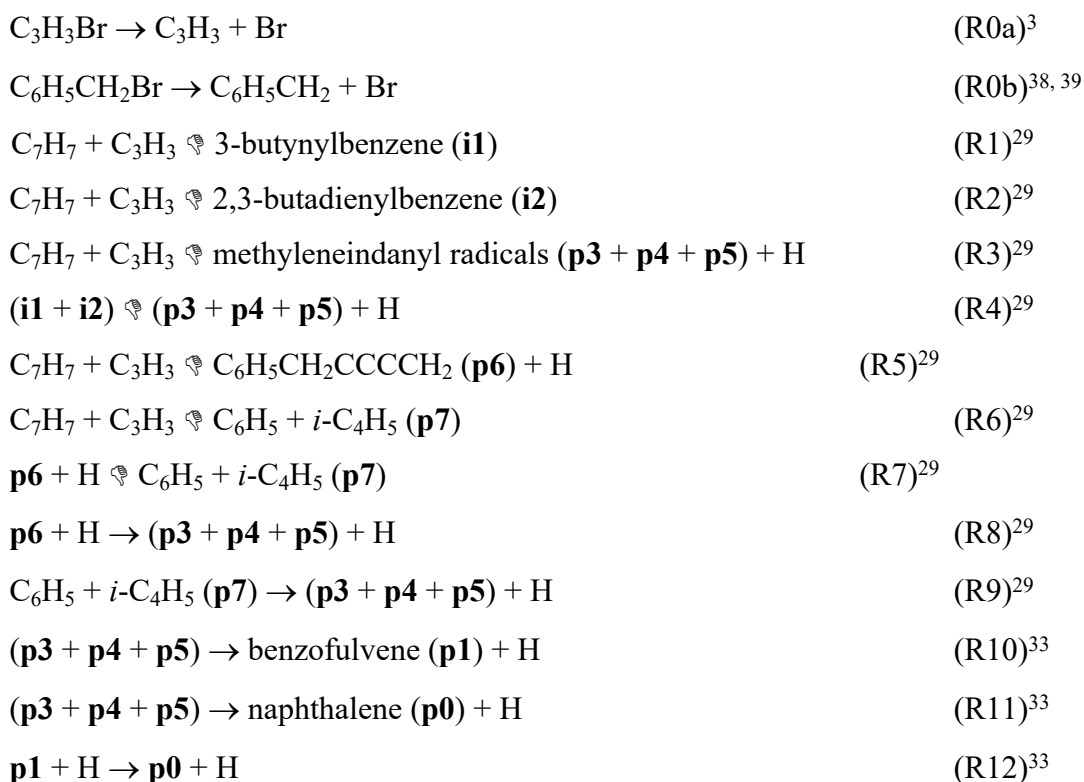 C₃H₃Br → C₃H₃ + Br (R0a)³
C₆H₅CH₂Br → C₆H₅CH₂ + Br (R0b)³⁸, ³⁹
C₇H₇ + C₃H₃ 👎 3-butynylbenzene (i1) (R1)²⁹
C₇H₇ + C₃H₃ 👎 2,3-butadienylbenzene (i2) (R2)²⁹
C₇H₇ + C₃H₃ 👎 methyleneindanyl radicals (p3 + p4 + p5) + H (R3)²⁹
(i1 + i2) 👎 (p3 + p4 + p5) + H (R4)²⁹
C₇H₇ + C₃H₃ 👎 C₆H₅CH₂CCCCH₂ (p6) + H (R5)²⁹
C₇H₇ + C₃H₃ 👎 C₆H₅ + i-C₄H₅ (p7) (R6)²⁹
p6 + H 👎 C₆H₅ + i-C₄H₅ (p7) (R7)²⁹
p6 + H → (p3 + p4 + p5) + H (R8)²⁹
C₆H₅ + i-C₄H₅ (p7) → (p3 + p4 + p5) + H (R9)²⁹
(p3 + p4 + p5) → benzofulvene (p1) + H (R10)³³
(p3 + p4 + p5) → naphthalene (p0) + H (R11)³³
p1 + H → p0 + H (R12)³³